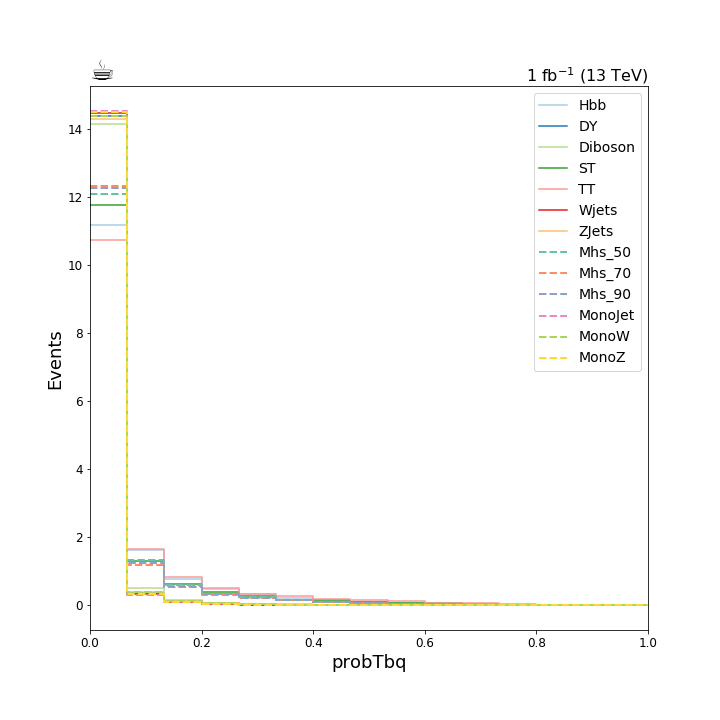 ☕
1 fb⁻¹ (13 TeV)
Hbb
DY
Diboson
ST
TT
Wjets
ZJets
Mhs_50
Mhs_70
Mhs_90
MonoJet
MonoW
MonoZ
Events
14
12
10
8
6
4
2
0
0.0 0.2 0.4 0.6 0.8 1.0
probTbq